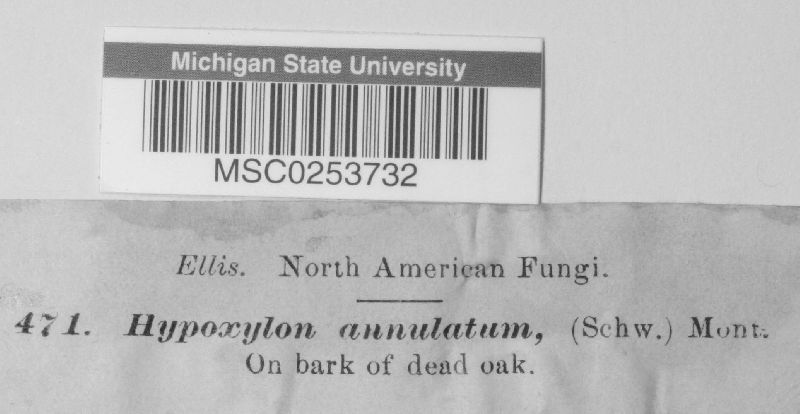 Michigan State University
MSC0253732
Ellis. North American Fungi.
471. Hypoxylon annulatum, (Schw.) Mont.
On bark of dead oak.